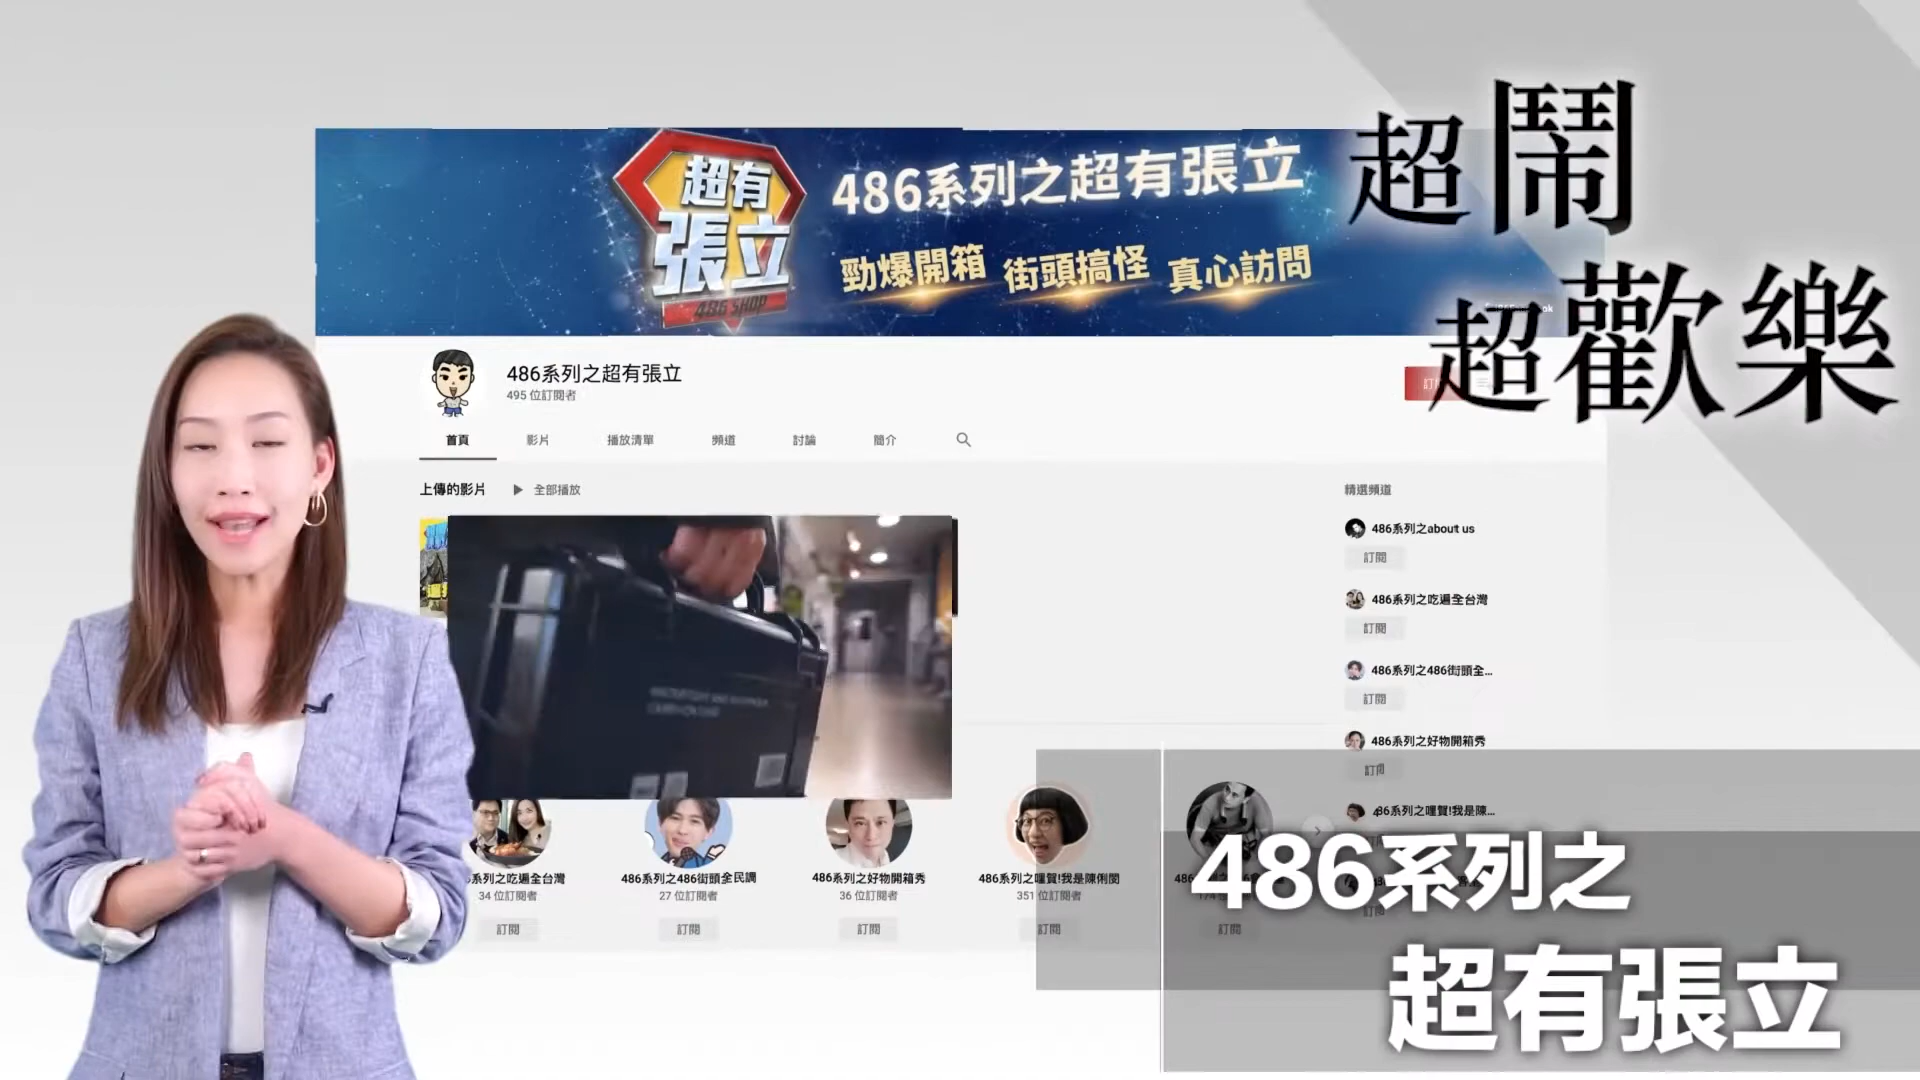 超鬧
超歡樂
超有
張立
486 SHOP
486系列之超有張立
勁爆開箱 街頭搞怪 真心訪問
486系列之超有張立
495 位訂閱者
首頁 影片 播放清單 頻道 討論 簡介
上傳的影片 全部播放
精選頻道
486系列之about us
訂閱
486系列之吃遍全台灣
訂閱
486系列之486街頭全...
訂閱
486系列之好物開箱秀
訂閱
系列之吃遍全台灣
34 位訂閱者
訂閱
486系列之486街頭全民調
27 位訂閱者
訂閱
486系列之好物開箱秀
36 位訂閱者
訂閱
486系列之嗶賀!我是陳俐閔
351 位訂閱者
訂閱
訂閱
486系列之
超有張立